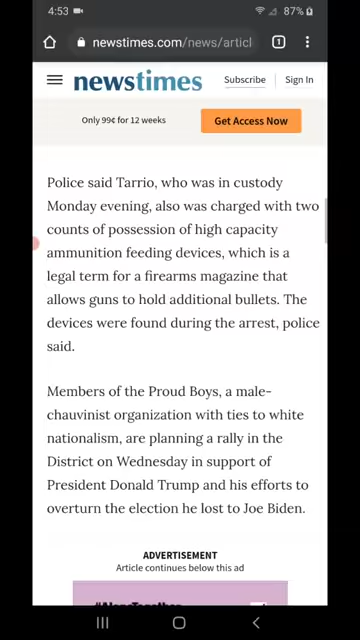 4:53 87%
newstimes.com/news/articl 1
newstimes Subscribe Sign In
Only 99¢ for 12 weeks Get Access Now
Police said Tarrio, who was in custody
Monday evening, also was charged with two
counts of possession of high capacity
ammunition feeding devices, which is a
legal term for a firearms magazine that
allows guns to hold additional bullets. The
devices were found during the arrest, police
said.
Members of the Proud Boys, a male-
chauvinist organization with ties to white
nationalism, are planning a rally in the
District on Wednesday in support of
President Donald Trump and his efforts to
overturn the election he lost to Joe Biden.
ADVERTISEMENT
Article continues below this ad
#AloneTogether